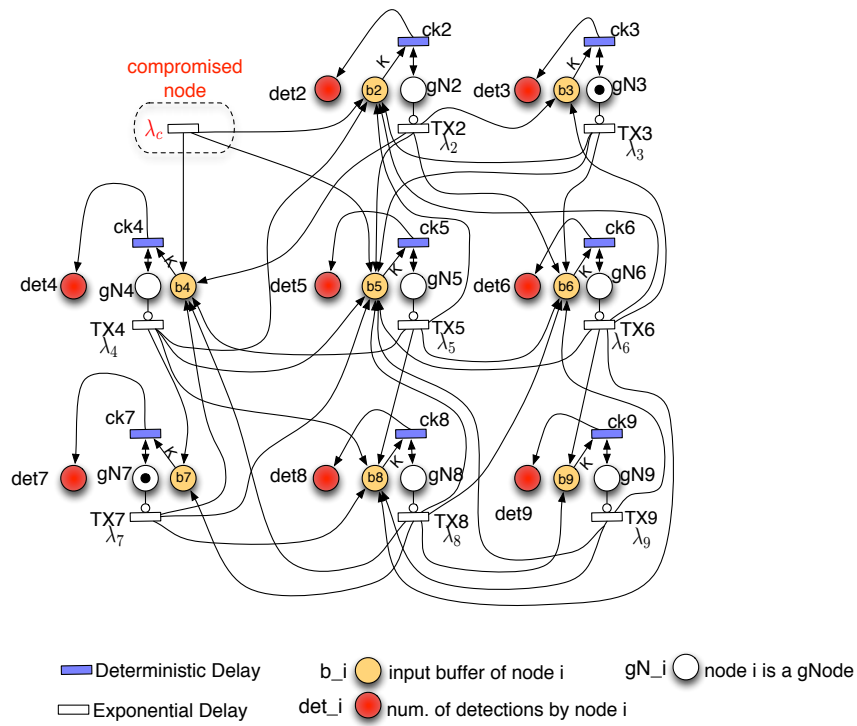 ck2
ck3
compromised
node
det2
b2
K
gN2
det3
b3
K
gN3
λc
TX2
λ2
TX3
λ3
ck4
ck5
ck6
det4
gN4
K
b4
det5
b5
K
gN5
det6
b6
K
gN6
TX4
λ4
TX5
λ5
TX6
λ6
ck7
ck8
ck9
det7
gN7
K
b7
det8
b8
K
gN8
det9
b9
K
gN9
TX7
λ7
TX8
λ8
TX9
λ9
Deterministic Delay
b_i
input buffer of node i
gN_i
node i is a gNode
Exponential Delay
det_i
num. of detections by node i